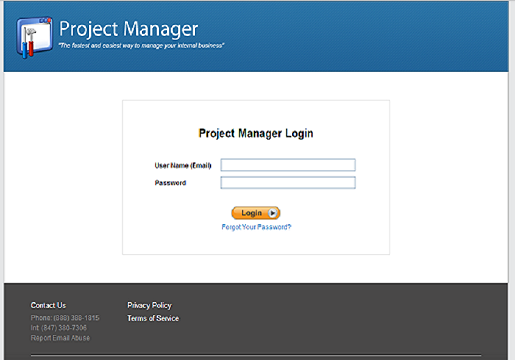 Project Manager
"The fastest and easiest way to manage your internal business"
Project Manager Login
User Name (Email)
Password
Login
Forgot Your Password?
Contact Us
Privacy Policy
Phone: (888) 388-1815
Terms of Service
Int: (847) 380-7306
Report Email Abuse